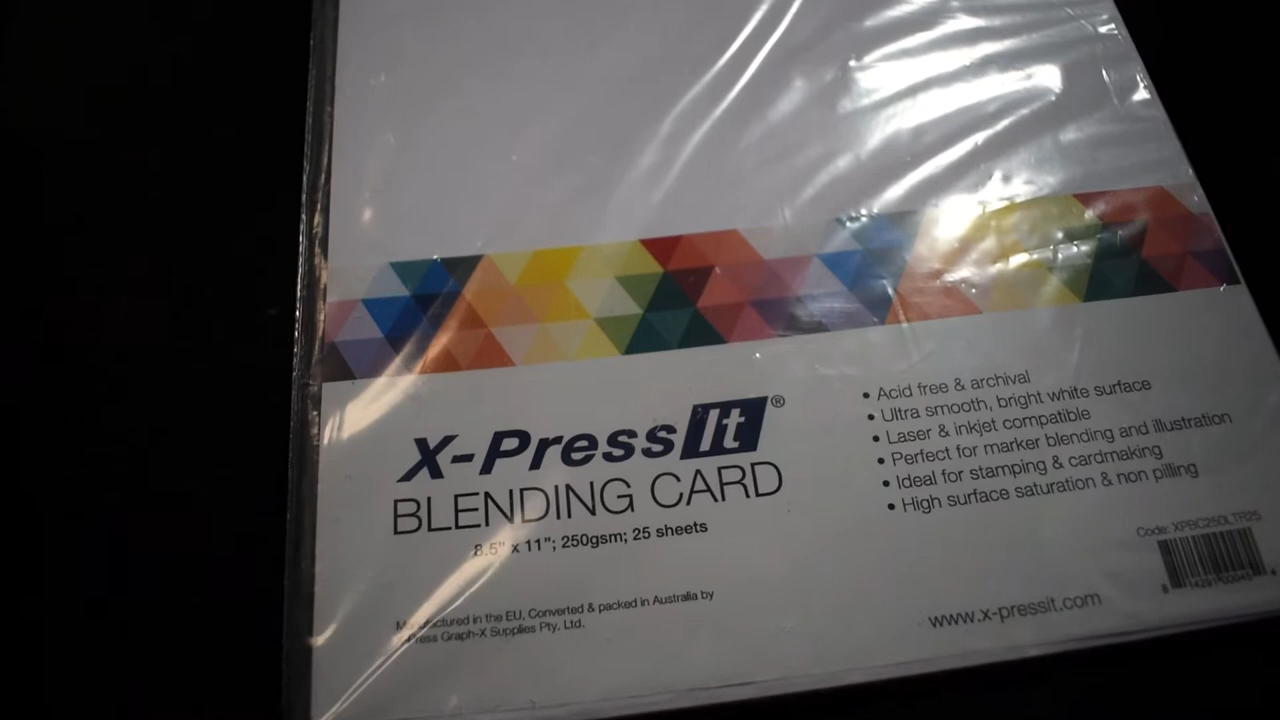 X-Press It®
BLENDING CARD
8.5" x 11"; 250gsm; 25 sheets
in the EU, Converted & packed in Australia by
Graph-X Supplies Pty. Ltd.
• Acid free & archival
• Ultra smooth, bright white surface
• Laser & inkjet compatible
• Perfect for marker blending and illustration
• Ideal for stamping & cardmaking
• High surface saturation & non pilling
Code: XPBC250LTR25
www.x-pressit.com